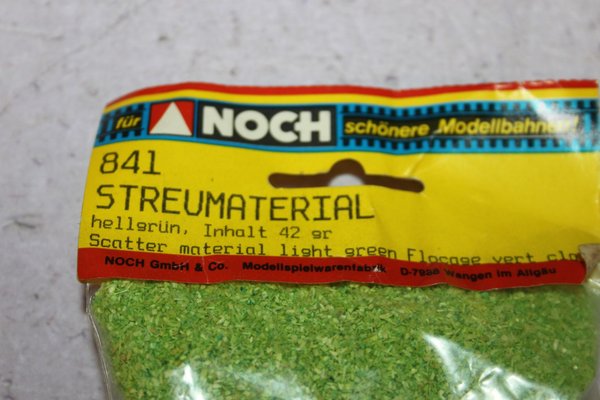 für NOCH schönere Modellbahnen
841
STREUMATERIAL
hellgrün, Inhalt 42 gr
Scatter material light green Flocage vert
NOCH GmbH & Co. Modellspielwarenfabrik D-7988 Wangen im Allgäu